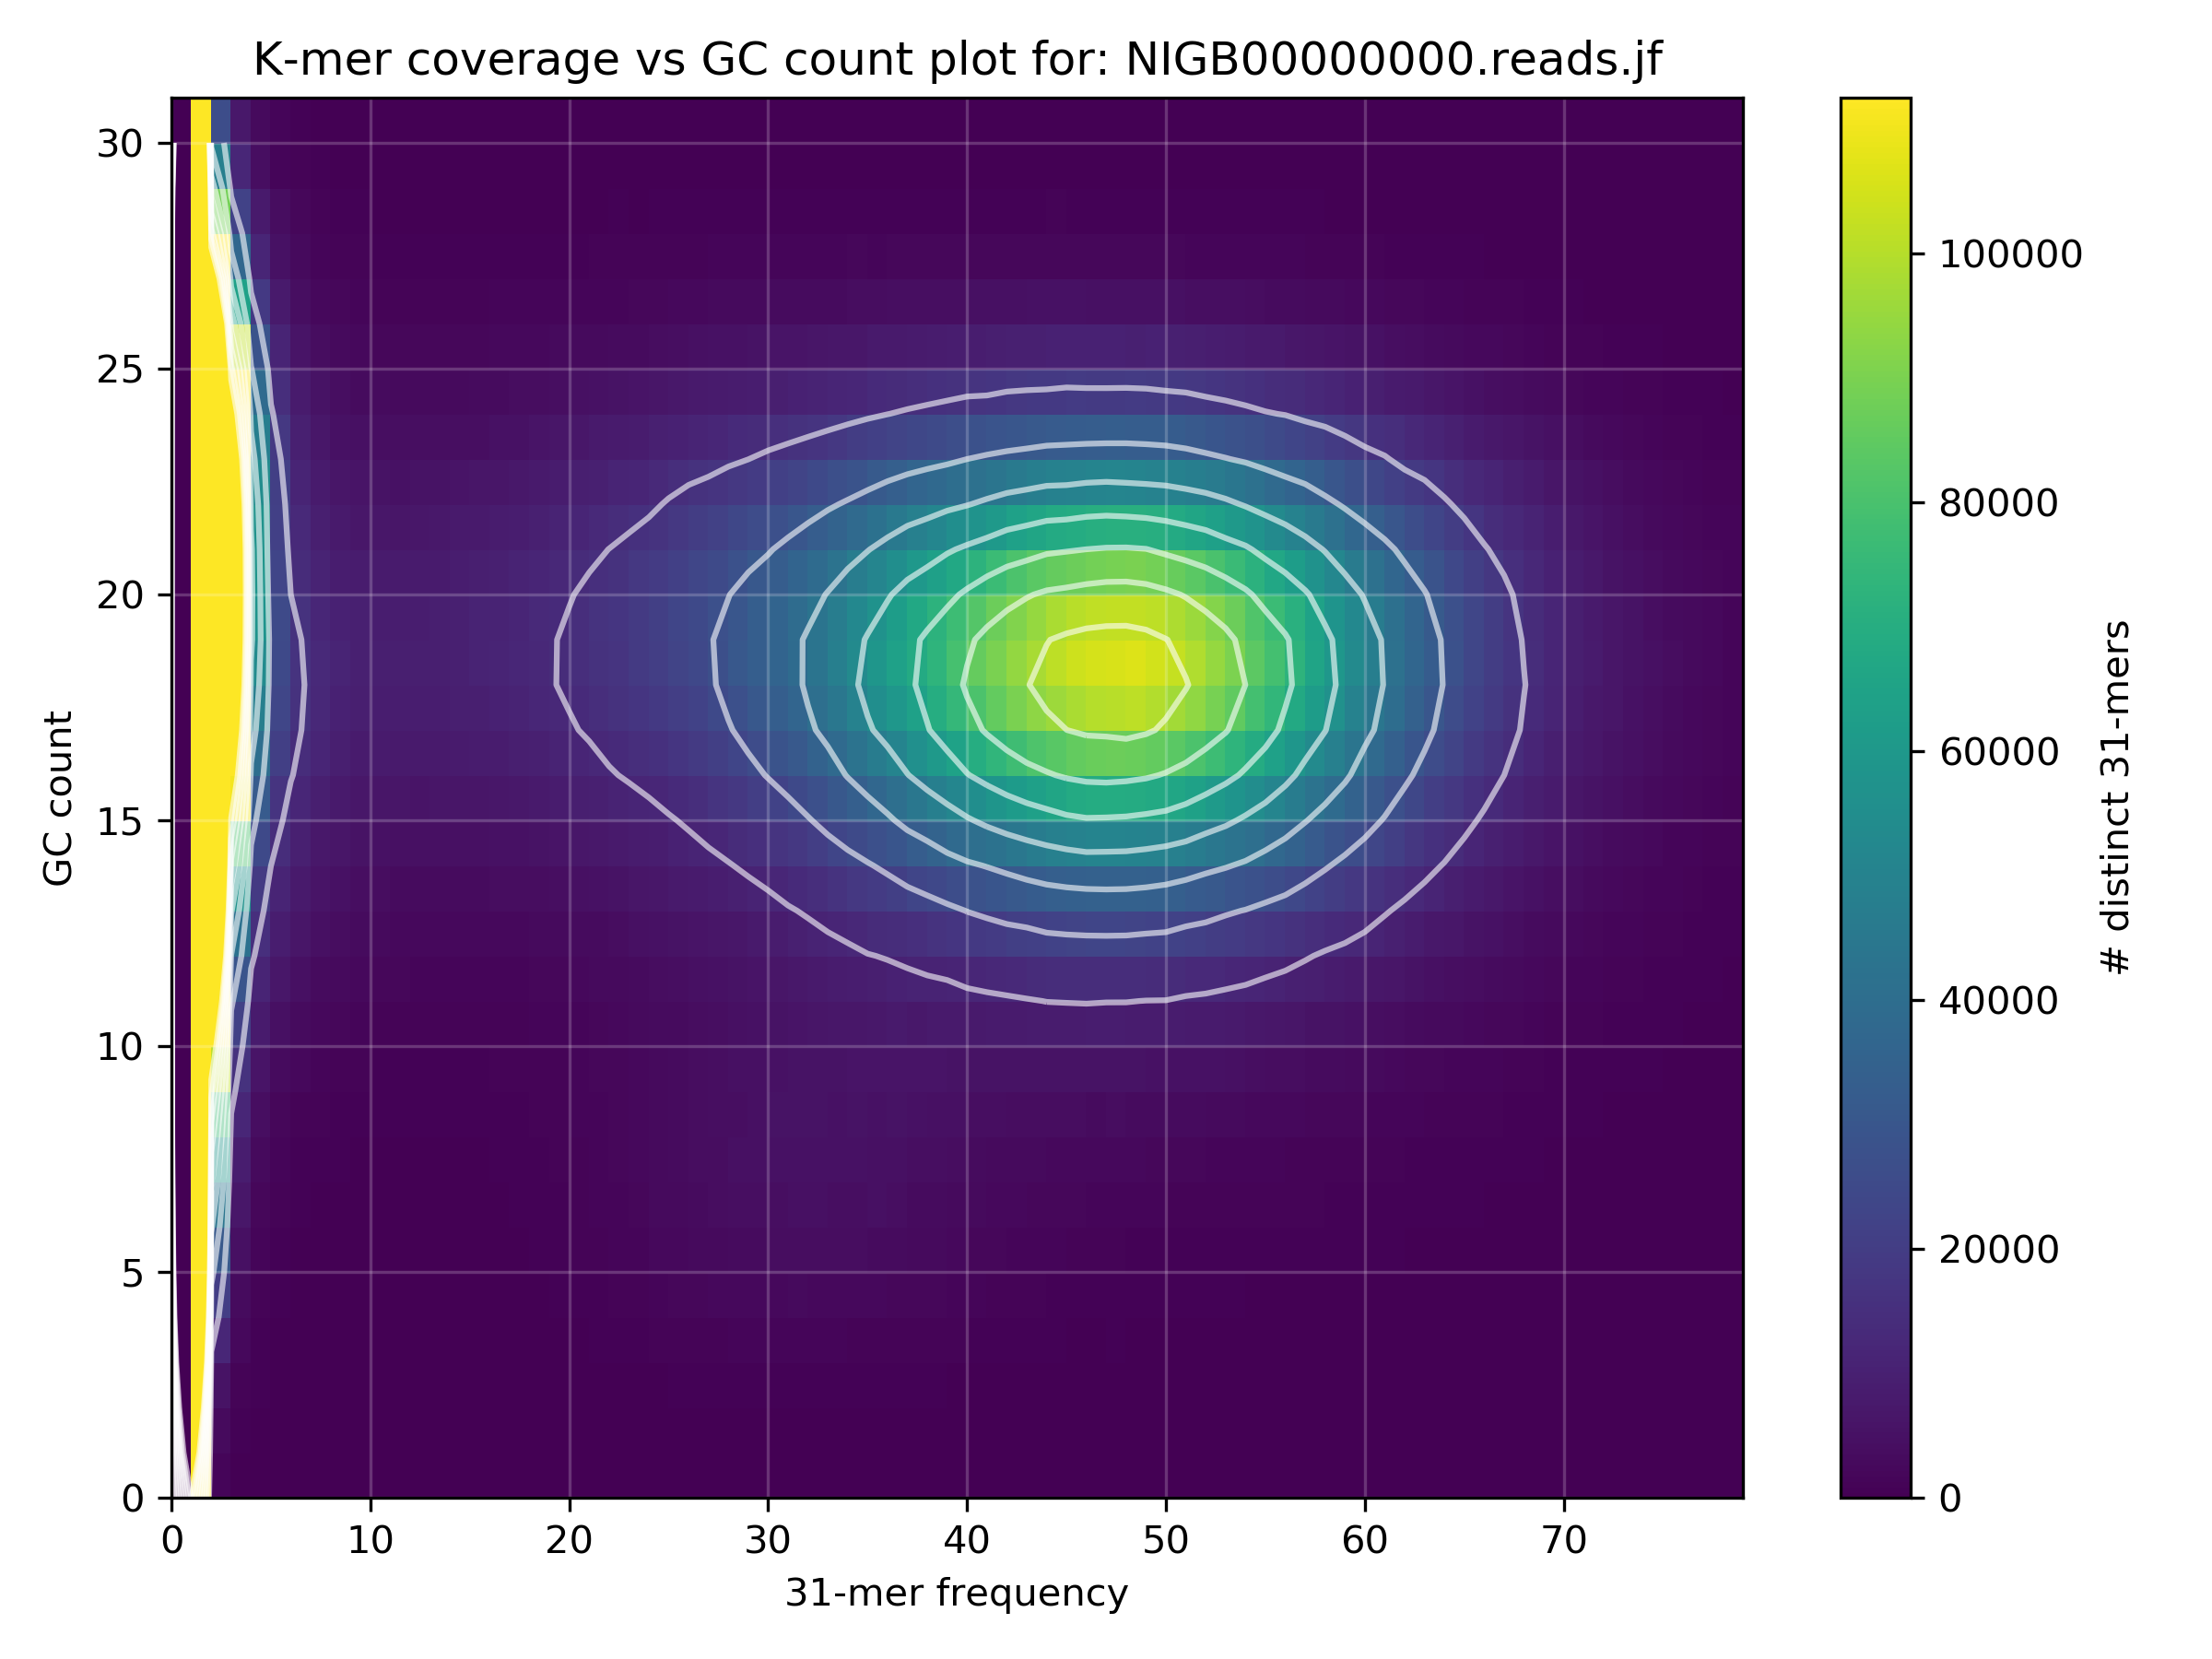 K-mer coverage vs GC count plot for: NIGB00000000.reads.jf
30
25
20
15
10
5
0
GC count
0 10 20 30 40 50 60 70
31-mer frequency
100000
80000
60000
40000
20000
0
# distinct 31-mers